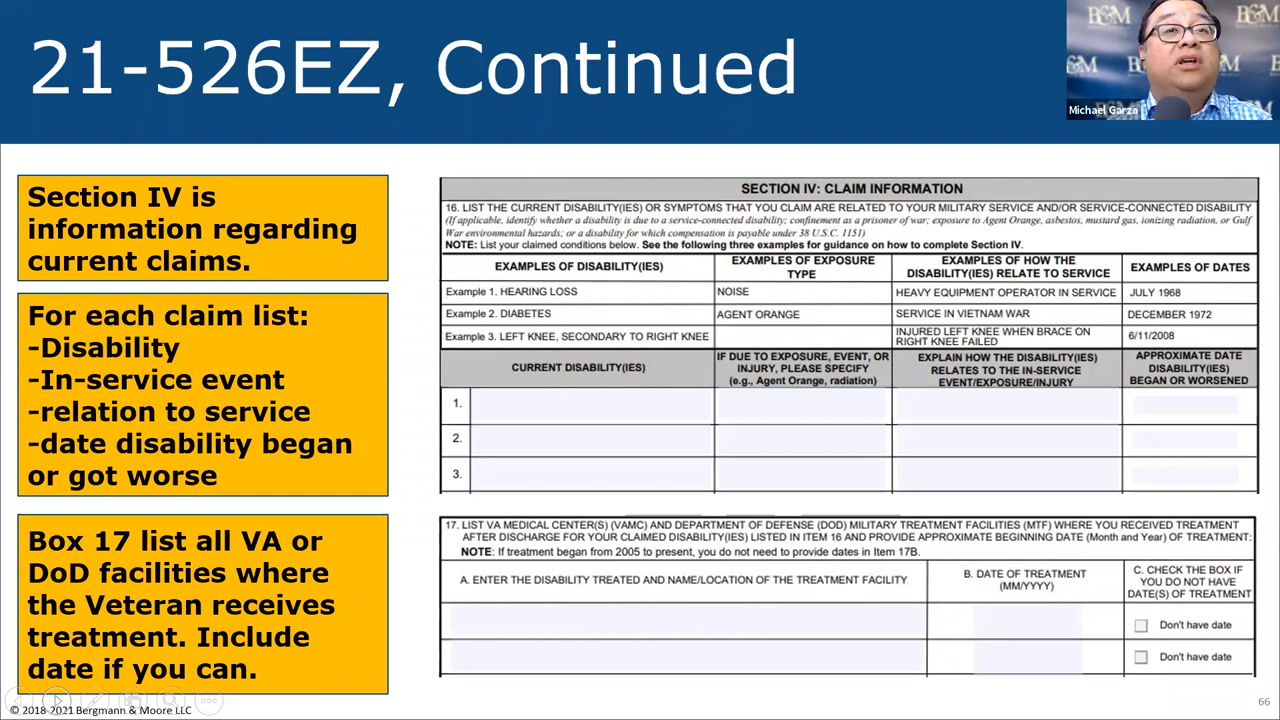 21-526EZ, Continued
B&M
B&M
&M
Michael Garza
Section IV is
information regarding
current claims.
For each claim list:
-Disability
-In-service event
-relation to service
-date disability began
or got worse
Box 17 list all VA or
DoD facilities where
the Veteran receives
treatment. Include
date if you can.
SECTION IV: CLAIM INFORMATION
16. LIST THE CURRENT DISABILITY(IES) OR SYMPTOMS THAT YOU CLAIM ARE RELATED TO YOUR MILITARY SERVICE AND/OR SERVICE-CONNECTED DISABILITY
(If applicable, identify whether a disability is due to a service-connected disability; confinement as a prisoner of war; exposure to Agent Orange, asbestos, mustard gas, ionizing radiation, or Gulf
War environmental hazards; or a disability for which compensation is payable under 38 U.S.C. 1151)
NOTE: List your claimed conditions below. See the following three examples for guidance on how to complete Section IV.
EXAMPLES OF DISABILITY(IES)
EXAMPLES OF EXPOSURE
TYPE
EXAMPLES OF HOW THE
DISABILITY(IES) RELATE TO SERVICE
EXAMPLES OF DATES
Example 1. HEARING LOSS
NOISE
HEAVY EQUIPMENT OPERATOR IN SERVICE
JULY 1968
Example 2. DIABETES
AGENT ORANGE
SERVICE IN VIETNAM WAR
DECEMBER 1972
Example 3. LEFT KNEE, SECONDARY TO RIGHT KNEE
INJURED LEFT KNEE WHEN BRACE ON
RIGHT KNEE FAILED
6/11/2008
CURRENT DISABILITY(IES)
IF DUE TO EXPOSURE, EVENT, OR
INJURY, PLEASE SPECIFY
(e.g., Agent Orange, radiation)
EXPLAIN HOW THE DISABILITY(IES)
RELATES TO THE IN-SERVICE
EVENT/EXPOSURE/INJURY
APPROXIMATE DATE
DISABILITY(IES)
BEGAN OR WORSENED
1.
2.
3.
17. LIST VA MEDICAL CENTER(S) (VAMC) AND DEPARTMENT OF DEFENSE (DOD) MILITARY TREATMENT FACILITIES (MTF) WHERE YOU RECEIVED TREATMENT
AFTER DISCHARGE FOR YOUR CLAIMED DISABILITY(IES) LISTED IN ITEM 16 AND PROVIDE APPROXIMATE BEGINNING DATE (Month and Year) OF TREATMENT:
NOTE: If treatment began from 2005 to present, you do not need to provide dates in Item 17B.
A. ENTER THE DISABILITY TREATED AND NAME/LOCATION OF THE TREATMENT FACILITY
B. DATE OF TREATMENT
(MM/YYYY)
C. CHECK THE BOX IF
YOU DO NOT HAVE
DATE(S) OF TREATMENT
Don't have date
Don't have date
© 2018-2021 Bergmann & Moore LLC
66